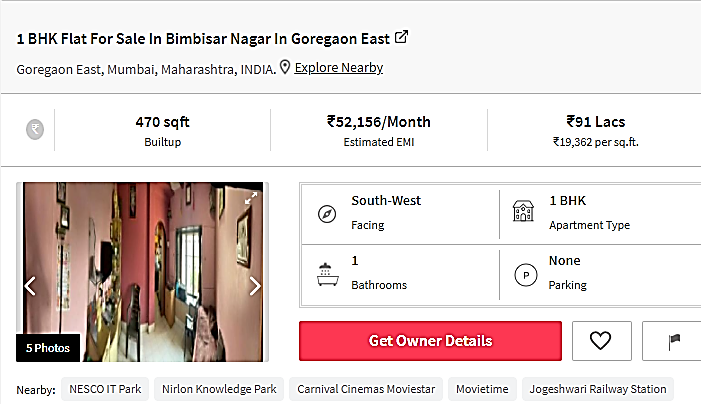 1 BHK Flat For Sale In Bimbisar Nagar In Goregaon East
Goregaon East, Mumbai, Maharashtra, INDIA. Explore Nearby
₹ 470 sqft ₹52,156/Month ₹91 Lacs
Builtup Estimated EMI ₹19,362 per sq.ft.
South-West 1 BHK
Facing Apartment Type
1 None
Bathrooms P Parking
5 Photos Get Owner Details
Nearby: NESCO IT Park Nirlon Knowledge Park Carnival Cinemas Moviestar Movietime Jogeshwari Railway Station